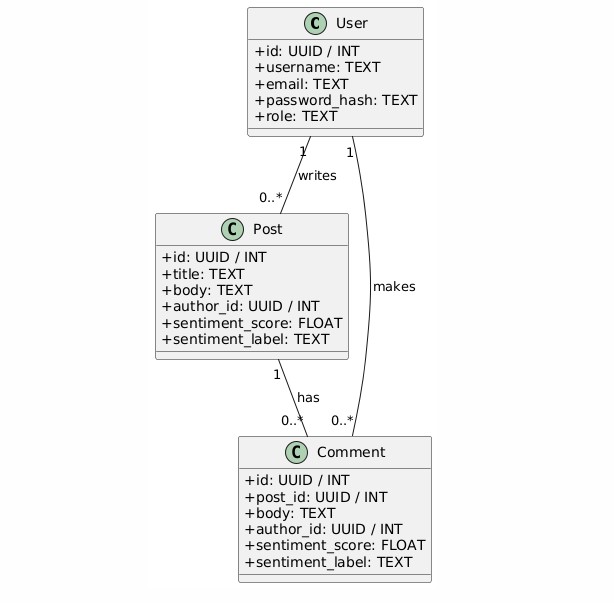 C User
+id: UUID / INT
+username: TEXT
+email: TEXT
+password_hash: TEXT
+role: TEXT
1
1
writes
0..*
C Post
+id: UUID / INT
+title: TEXT
+body: TEXT
+author_id: UUID / INT
+sentiment_score: FLOAT
+sentiment_label: TEXT
makes
1
has
0..*
0..*
C Comment
+id: UUID / INT
+post_id: UUID / INT
+body: TEXT
+author_id: UUID / INT
+sentiment_score: FLOAT
+sentiment_label: TEXT